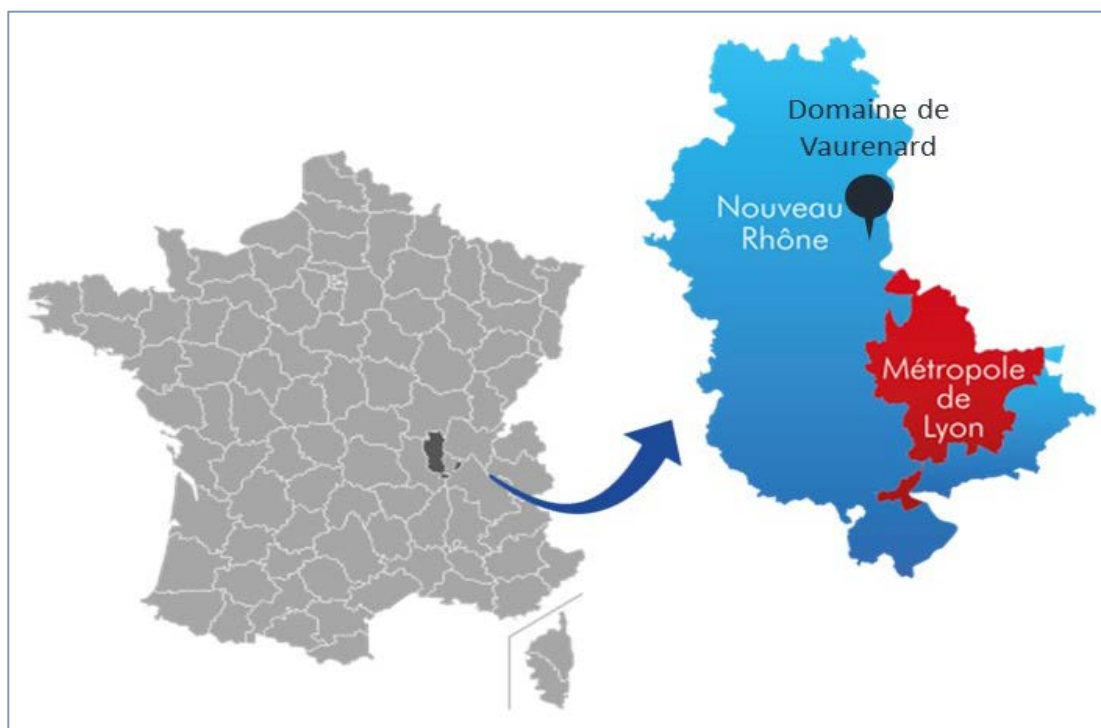 Domaine de
Vaurenard
Nouveau
Rhône
Métropole
de
Lyon